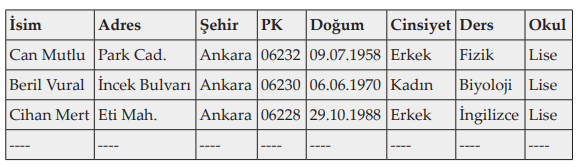 İsim Adres Şehir PK Doğum Cinsiyet Ders Okul
Can Mutlu Park Cad. Ankara 06232 09.07.1958 Erkek Fizik Lise
Beril Vural İncek Bulvarı Ankara 06230 06.06.1970 Kadın Biyoloji Lise
Cihan Mert Eti Mah. Ankara 06228 29.10.1988 Erkek İngilizce Lise
---- ---- ---- ---- ---- ---- ---- ----